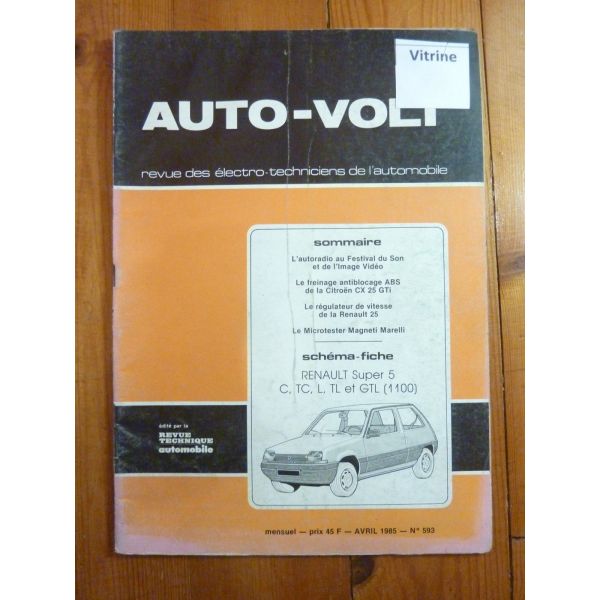 Vitrine
AUTO-VOLT
revue des électro-techniciens de l'automobile
sommaire
L'autoradio au Festival du Son
et de l'Image Vidéo
Le freinage antiblocage ABS
de la Citroën CX 25 GTi
Le régulateur de vitesse
de la Renault 25
Le Microtester Magneti Marelli
schéma-fiche
RENAULT Super 5
C, TC, L, TL et GTL (1100)
édité par la
REVUE
TECHNIQUE
automobile
mensuel — prix 45 F — AVRIL 1985 — N° 593